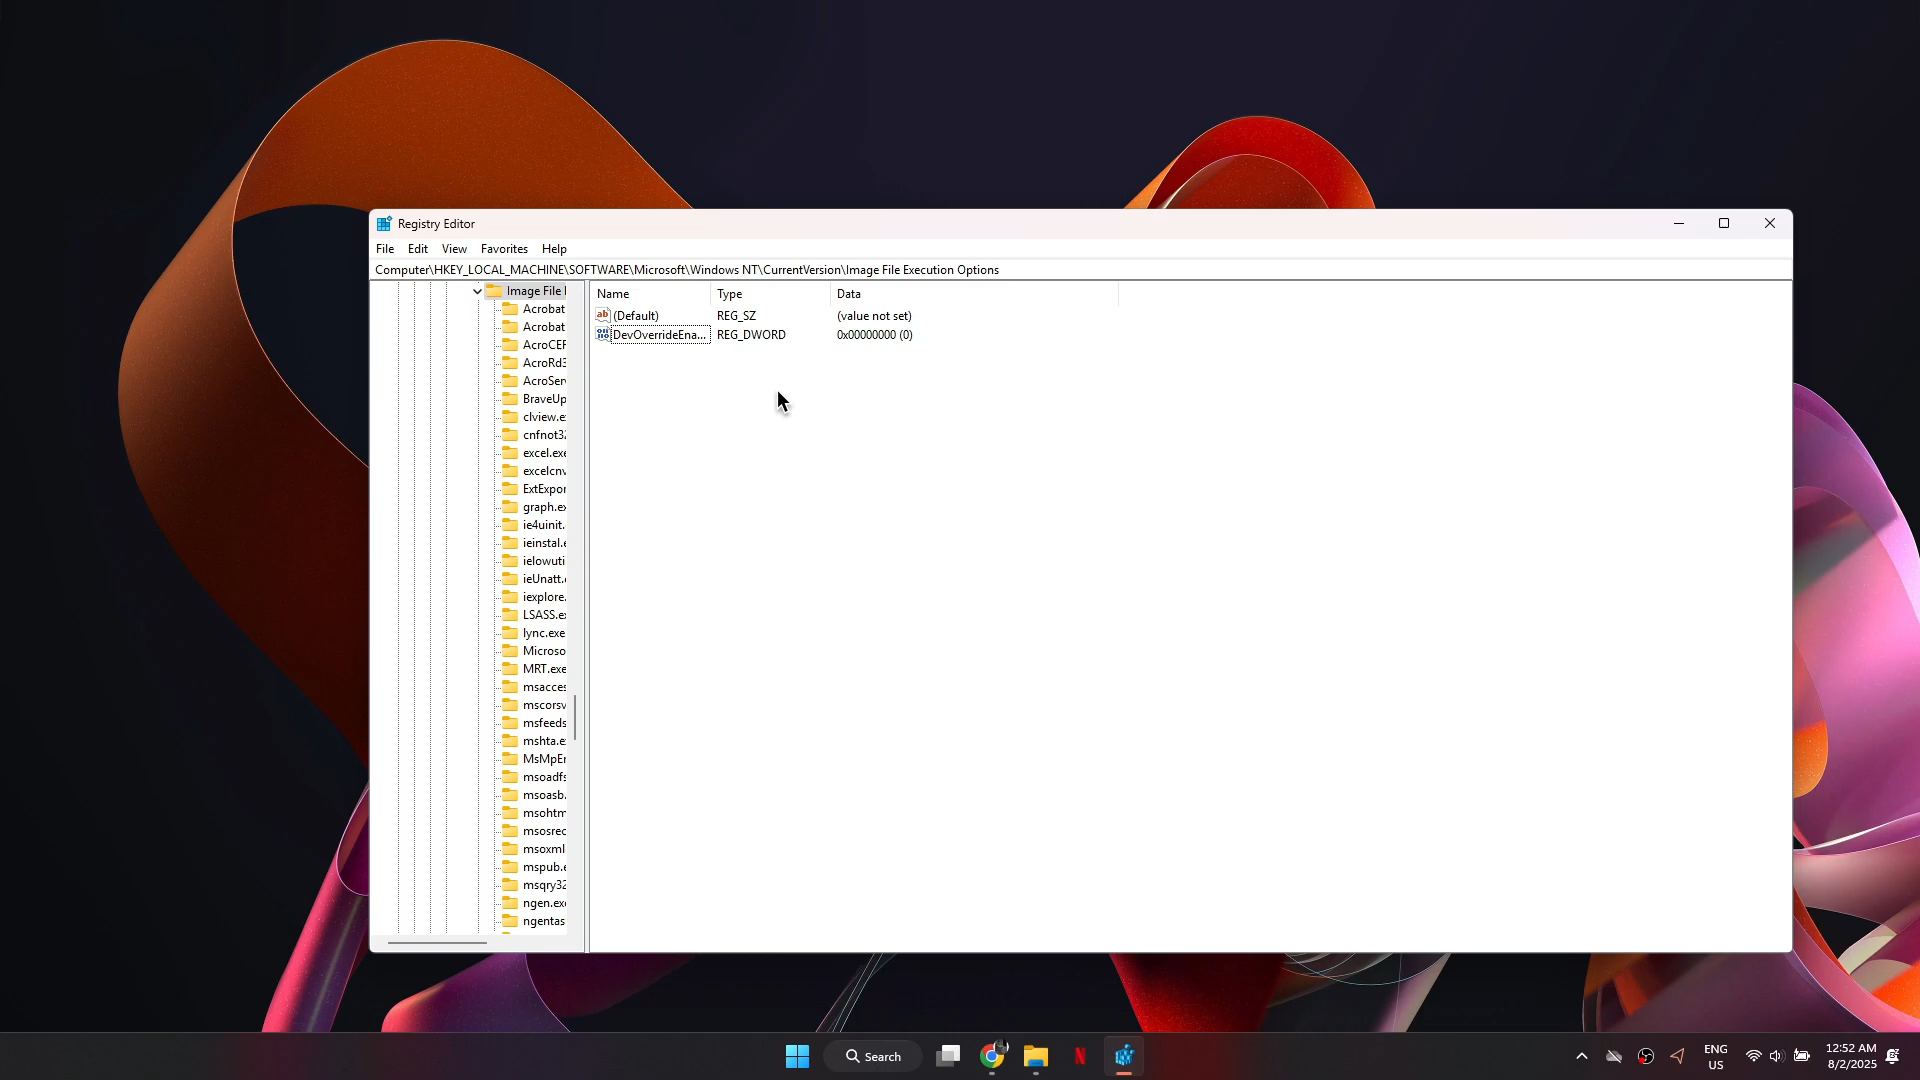 Registry Editor
File Edit View Favorites Help
Computer\HKEY_LOCAL_MACHINE\SOFTWARE\Microsoft\Windows NT\CurrentVersion\Image File Execution Options
Image File
Name Type Data
(Default) REG_SZ (value not set)
DevOverrideEna... REG_DWORD 0x00000000 (0)
Acrobat
Acrobat
AcroCEF
AcroRd3
AcroSer
BraveUp
clview.e
cnfnot3
excel.exe
excelcnv
ExtExpor
graph.ex
ie4uinit.
ieinstal.e
ielowuti
ieUnatt.
iexplore.
LSASS.e
lync.exe
Microso
MRT.exe
msacces
mscorsv
msfeeds
mshta.e
MsMpEn
msoadfs
msoasb.
msohtm
msosrec
msoxml
mspub.e
msqry32
ngen.exe
ngentas
Search
ENG
US
12:52 AM
8/2/2025